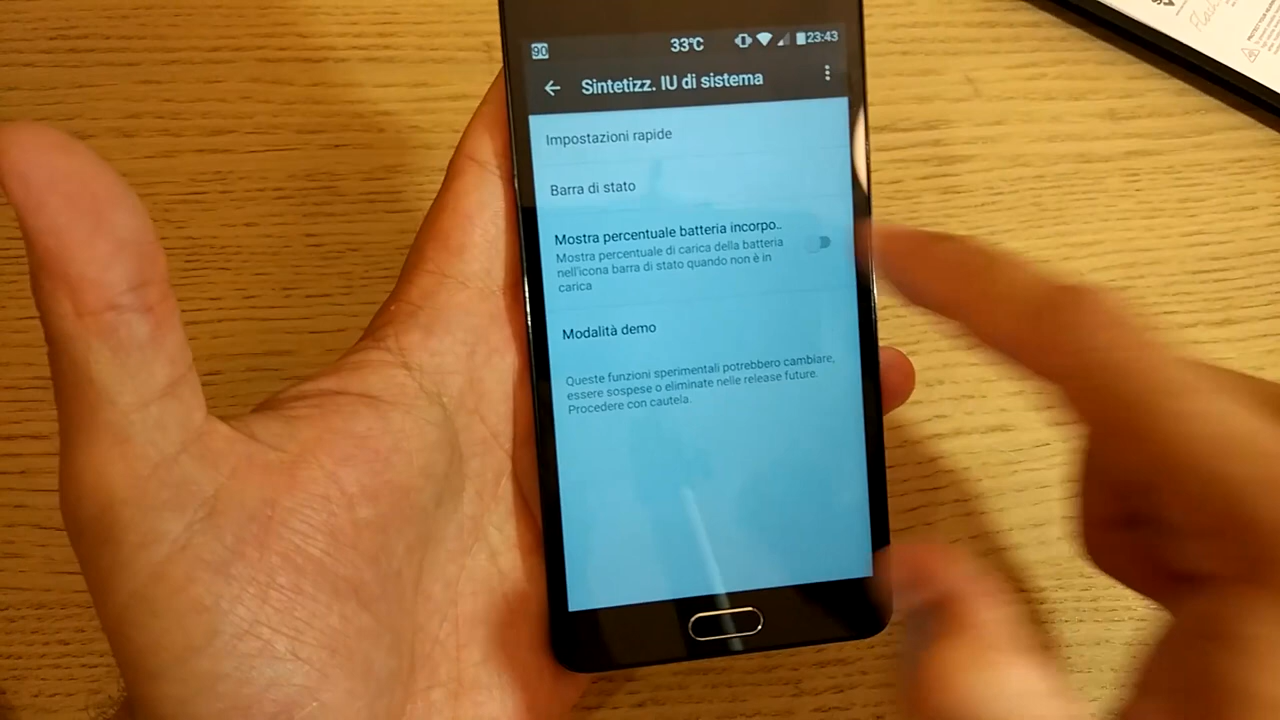 90 33°C 23:43
Sintetizz. IU di sistema
Impostazioni rapide
Barra di stato
Mostra percentuale batteria incorpo..
Mostra percentuale di carica della batteria
nell'icona barra di stato quando non è in
carica
Modalità demo
Queste funzioni sperimentali potrebbero cambiare,
essere sospese o eliminate nelle release future.
Procedere con cautela.